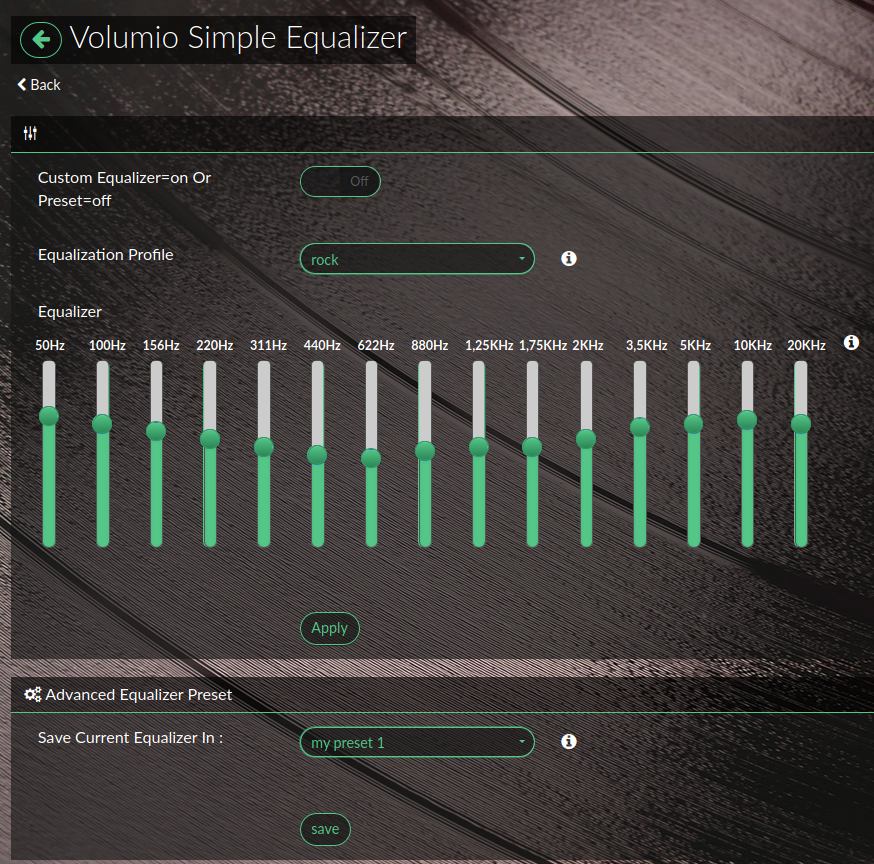 Volumio Simple Equalizer
Back
Custom Equalizer=on Or
Preset=off
Off
Equalization Profile
rock
Equalizer
50Hz 100Hz 156Hz 220Hz 311Hz 440Hz 622Hz 880Hz 1,25KHz 1,75KHz 2KHz 3,5KHz 5KHz 10KHz 20KHz
Apply
Advanced Equalizer Preset
Save Current Equalizer In :
my preset 1
save